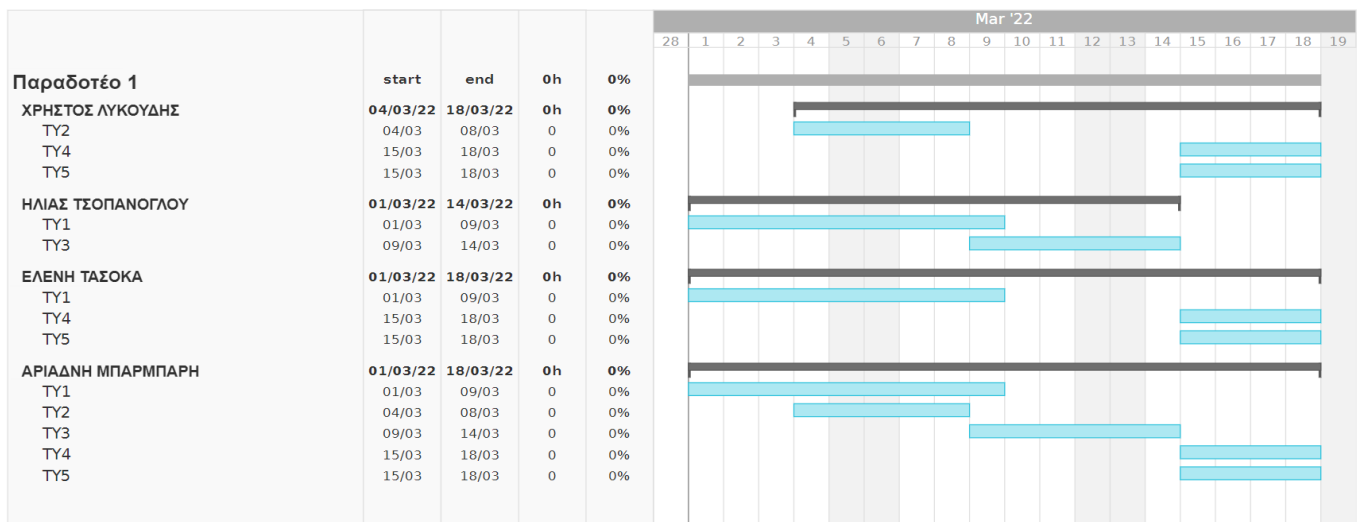 Mar '22
28 1 2 3 4 5 6 7 8 9 10 11 12 13 14 15 16 17 18 19
Παραδοτέο 1 start end 0h 0%
ΧΡΗΣΤΟΣ ΛΥΚΟΥΔΗΣ 04/03/22 18/03/22 0h 0%
ΤΥ2 04/03 08/03 0 0%
ΤΥ4 15/03 18/03 0 0%
ΤΥ5 15/03 18/03 0 0%
ΗΛΙΑΣ ΤΣΟΠΑΝΟΓΛΟΥ 01/03/22 14/03/22 0h 0%
ΤΥ1 01/03 09/03 0 0%
ΤΥ3 09/03 14/03 0 0%
ΕΛΕΝΗ ΤΑΣΟΚΑ 01/03/22 18/03/22 0h 0%
ΤΥ1 01/03 09/03 0 0%
ΤΥ4 15/03 18/03 0 0%
ΤΥ5 15/03 18/03 0 0%
ΑΡΙΑΔΝΗ ΜΠΑΡΜΠΑΡΗ 01/03/22 18/03/22 0h 0%
ΤΥ1 01/03 09/03 0 0%
ΤΥ2 04/03 08/03 0 0%
ΤΥ3 09/03 14/03 0 0%
ΤΥ4 15/03 18/03 0 0%
ΤΥ5 15/03 18/03 0 0%